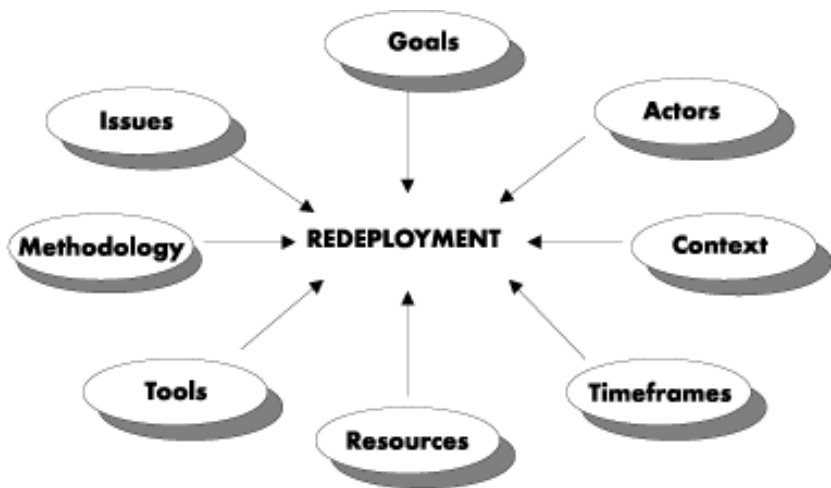 Goals
Issues
Actors
Methodology
REDEPLOYMENT
Context
Tools
Timeframes
Resources